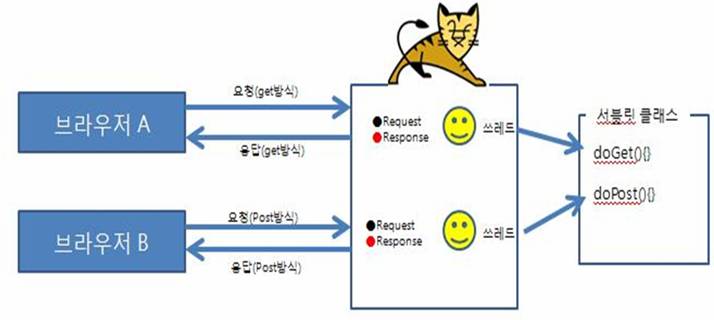 브라우저 A
요청(get방식)
응답(get방식)
Request
Response
쓰레드
서블릿 클래스
doGet(){}
doPost(){}
브라우저 B
요청(Post방식)
응답(Post방식)
Request
Response
쓰레드